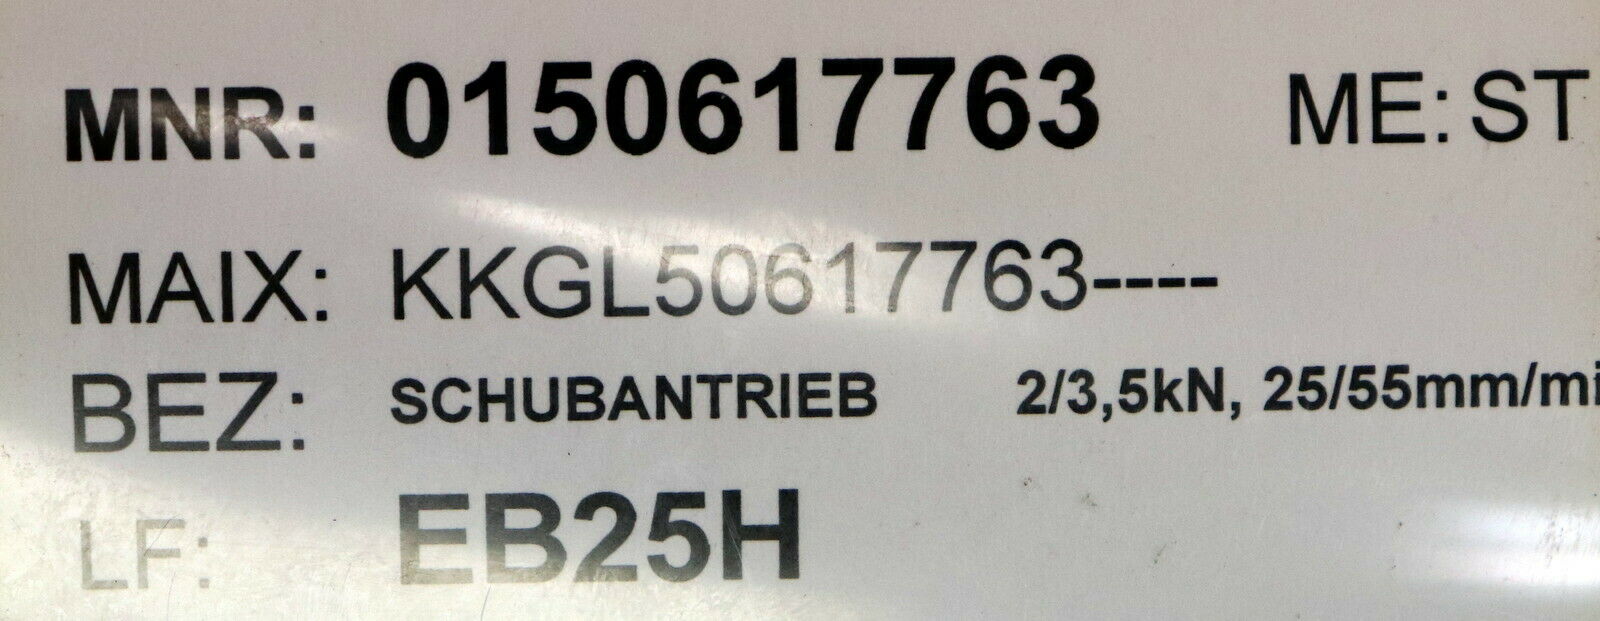 MNR: 0150617763 ME: ST
MAIX: KKGL50617763----
BEZ: SCHUBANTRIEB 2/3,5kN, 25/55mm/mi
LF: EB25H